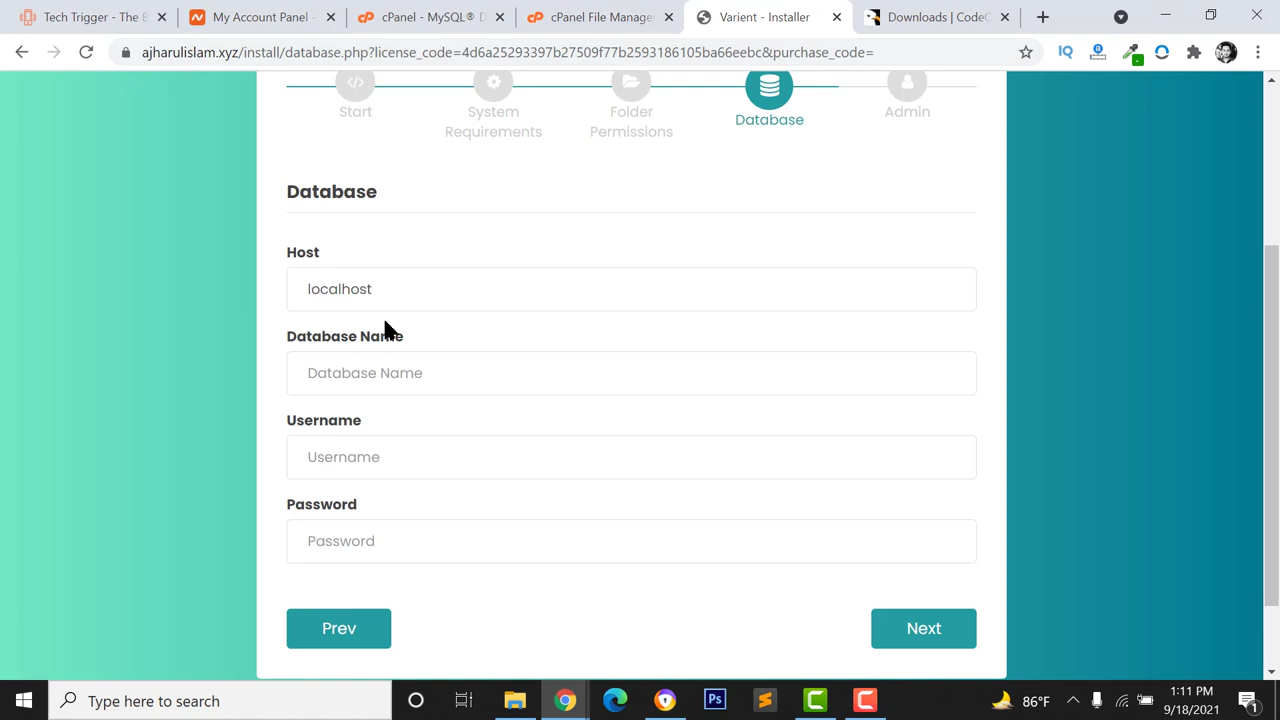 Tech Trigger - The B
My Account Panel -
cPanel - MySQL® D
cPanel File Manage
Varient - Installer
Downloads | CodeC
ajharulislam.xyz/install/database.php?license_code=4d6a25293397b27509f77b2593186105ba66eebc&purchase_code=
Start
System Requirements
Folder Permissions
Database
Admin
Database
Host
localhost
Database Name
Database Name
Username
Username
Password
Password
Prev
Next
Type here to search
86°F
1:11 PM
9/18/2021
1